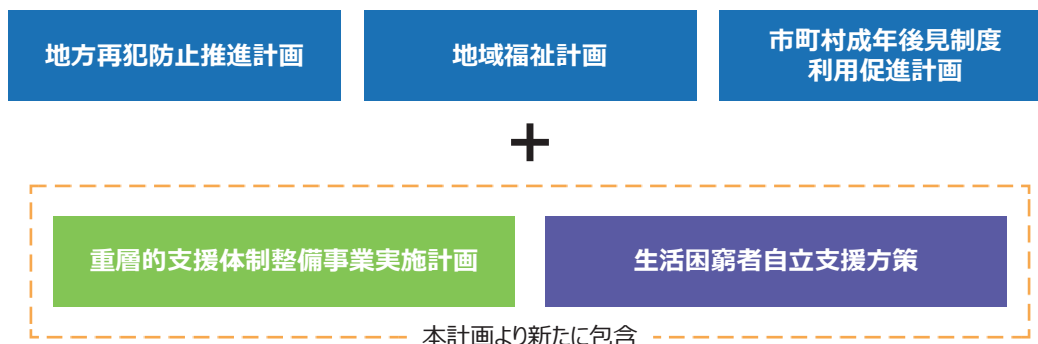 地方再犯防止推進計画
地域福祉計画
市町村成年後見制度
利用促進計画
+
重層的支援体制整備事業実施計画
生活困窮者自立支援方策
本計画より新たに包含